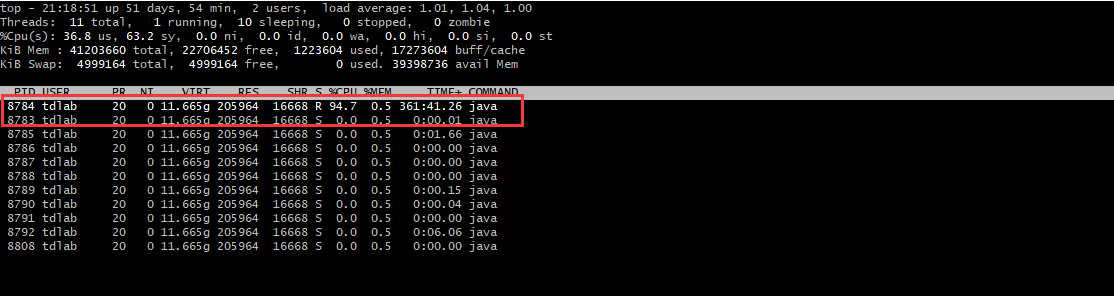 top - 21:18:51 up 51 days, 54 min,  2 users,  load average: 1.01, 1.04, 1.00
Threads:  11 total,   1 running,  10 sleeping,   0 stopped,   0 zombie
%Cpu(s): 36.8 us, 63.2 sy,  0.0 ni,  0.0 id,  0.0 wa,  0.0 hi,  0.0 si,  0.0 st
KiB Mem : 41203660 total, 22706452 free,  1223604 used, 17273604 buff/cache
KiB Swap:  4999164 total,  4999164 free,        0 used. 39398736 avail Mem
PID USER      PR  NI    VIRT    RES    SHR S %CPU %MEM     TIME+ COMMAND
8784 tdlab     20   0 11.665g 205964  16668 R 94.7  0.5 361:41.26 java
8783 tdlab     20   0 11.665g 205964  16668 S  0.0  0.5   0:00.01 java
8785 tdlab     20   0 11.665g 205964  16668 S  0.0  0.5   0:01.66 java
8786 tdlab     20   0 11.665g 205964  16668 S  0.0  0.5   0:00.00 java
8787 tdlab     20   0 11.665g 205964  16668 S  0.0  0.5   0:00.00 java
8788 tdlab     20   0 11.665g 205964  16668 S  0.0  0.5   0:00.00 java
8789 tdlab     20   0 11.665g 205964  16668 S  0.0  0.5   0:00.15 java
8790 tdlab     20   0 11.665g 205964  16668 S  0.0  0.5   0:00.04 java
8791 tdlab     20   0 11.665g 205964  16668 S  0.0  0.5   0:00.00 java
8792 tdlab     20   0 11.665g 205964  16668 S  0.0  0.5   0:06.06 java
8808 tdlab     20   0 11.665g 205964  16668 S  0.0  0.5   0:00.00 java